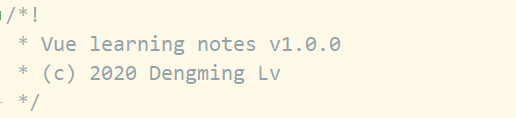 /*!
 * Vue learning notes v1.0.0
 * (c) 2020 Dengming Lv
 */